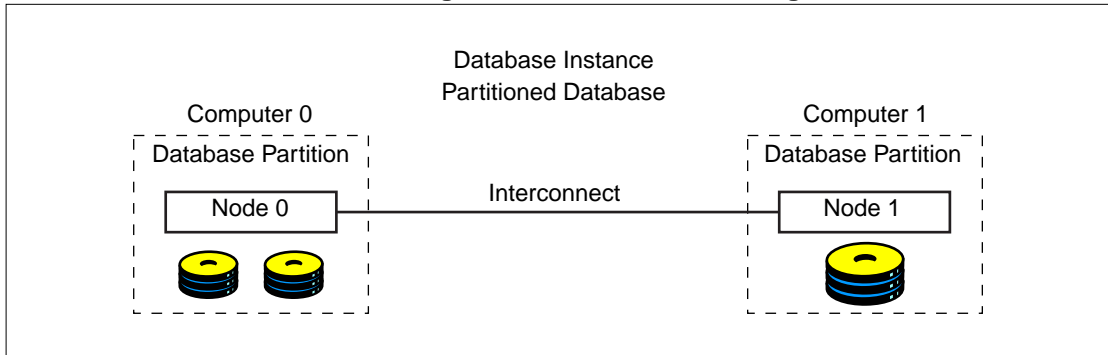 Database Instance
Partitioned Database
Computer 0
Computer 1
Database Partition
Database Partition
Interconnect
Node 0
Node 1